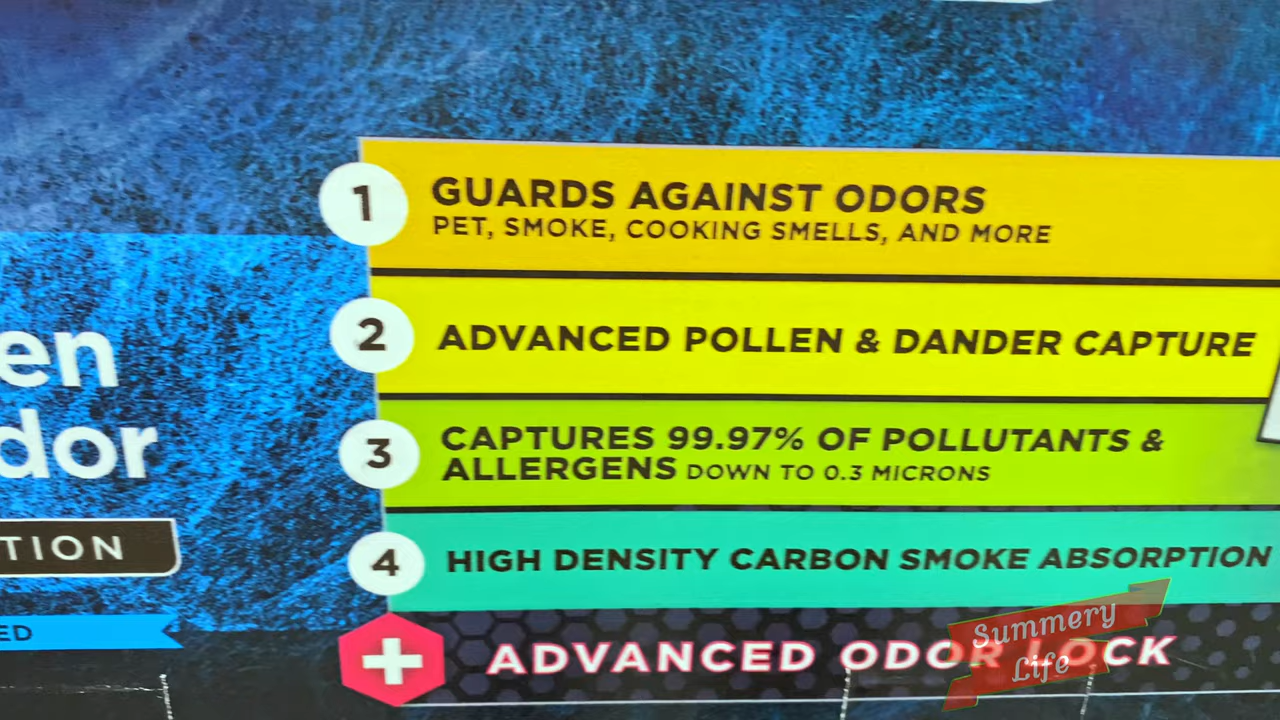 1
GUARDS AGAINST ODORS
PET, SMOKE, COOKING SMELLS, AND MORE
2
ADVANCED POLLEN & DANDER CAPTURE
en
3
CAPTURES 99.97% OF POLLUTANTS &
ALLERGENS DOWN TO 0.3 MICRONS
dor
4
HIGH DENSITY CARBON SMOKE ABSORPTION
TION
ED
ADVANCED ODOR LOCK
Summery
Life